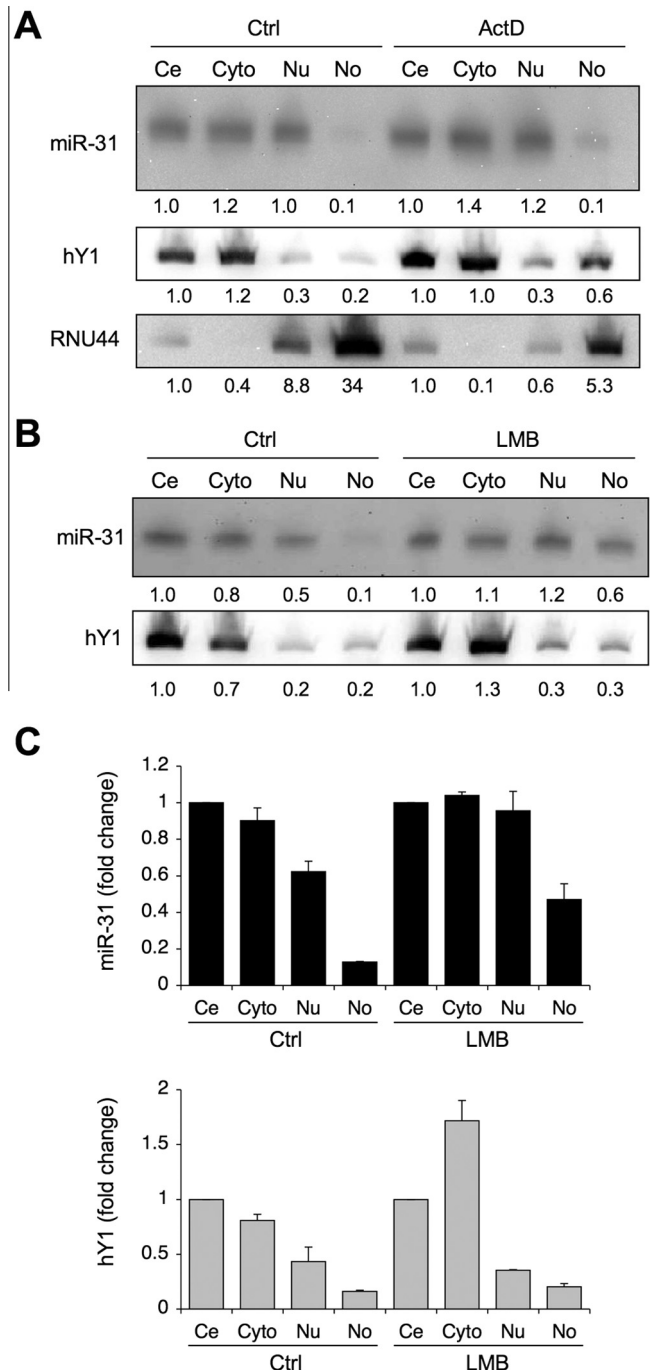 A
Ctrl ActD
Ce Cyto Nu No Ce Cyto Nu No
miR-31
1.0 1.2 1.0 0.1 1.0 1.4 1.2 0.1
hY1
1.0 1.2 0.3 0.2 1.0 1.0 0.3 0.6
RNU44
1.0 0.4 8.8 34 1.0 0.1 0.6 5.3
B
Ctrl LMB
Ce Cyto Nu No Ce Cyto Nu No
miR-31
1.0 0.8 0.5 0.1 1.0 1.1 1.2 0.6
hY1
1.0 0.7 0.2 0.2 1.0 1.3 0.3 0.3
C
miR-31 (fold change)
1.2
1
0.8
0.6
0.4
0.2
0
Ce Cyto Nu No Ce Cyto Nu No
Ctrl LMB
hY1 (fold change)
2
1.5
1
0.5
0
Ce Cyto Nu No Ce Cyto Nu No
Ctrl LMB